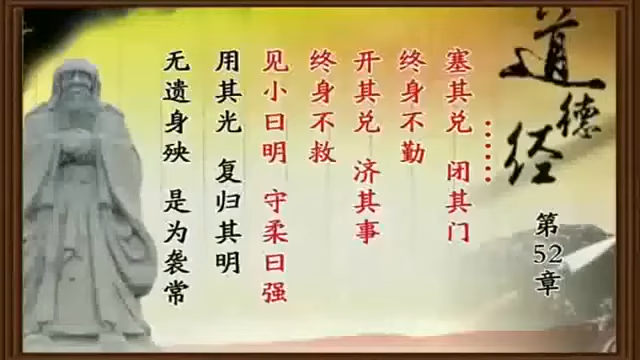 道德经
第52章
……
塞其兑 闭其门
终身不勤
开其兑 济其事
终身不救
见小曰明 守柔曰强
用其光 复归其明
无遗身殃 是为袭常